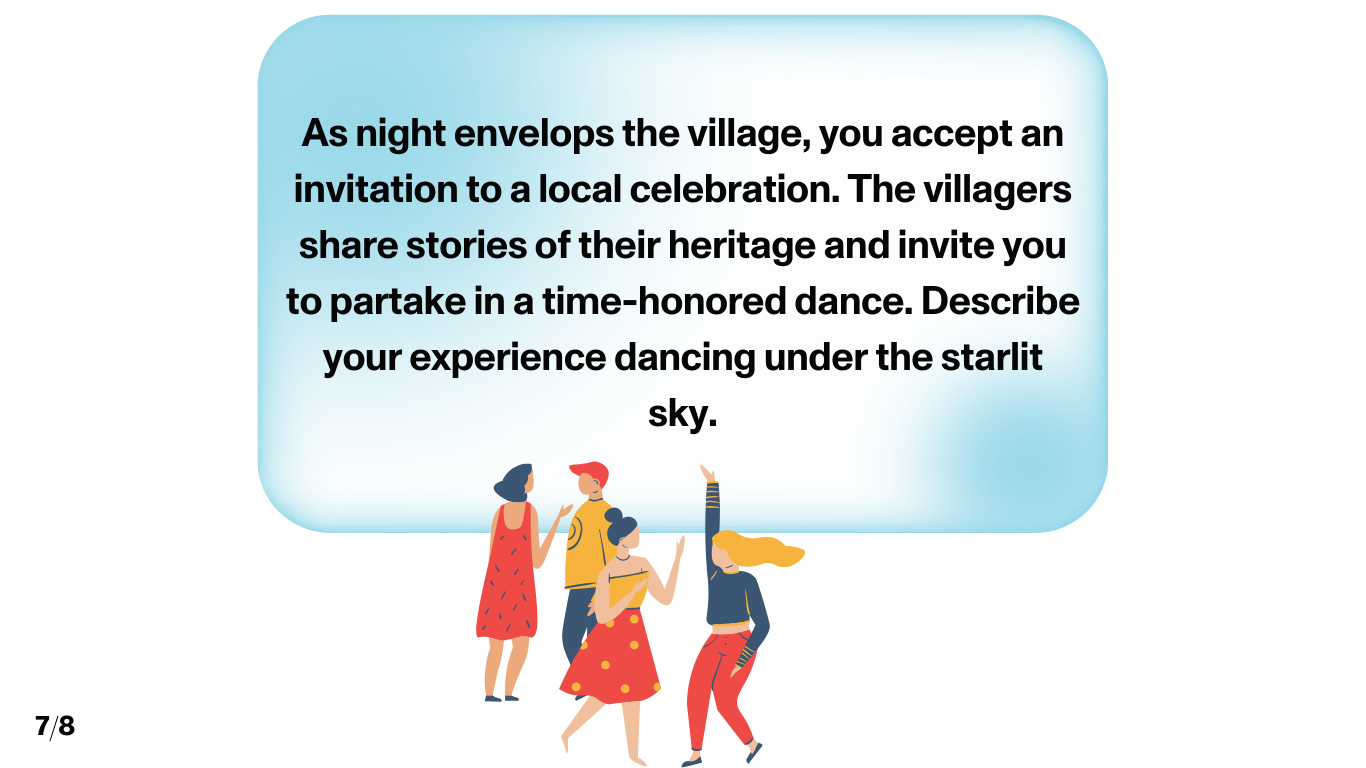 As night envelops the village, you accept an
invitation to a local celebration. The villagers
share stories of their heritage and invite you
to partake in a time-honored dance. Describe
your experience dancing under the starlit
sky.
7/8